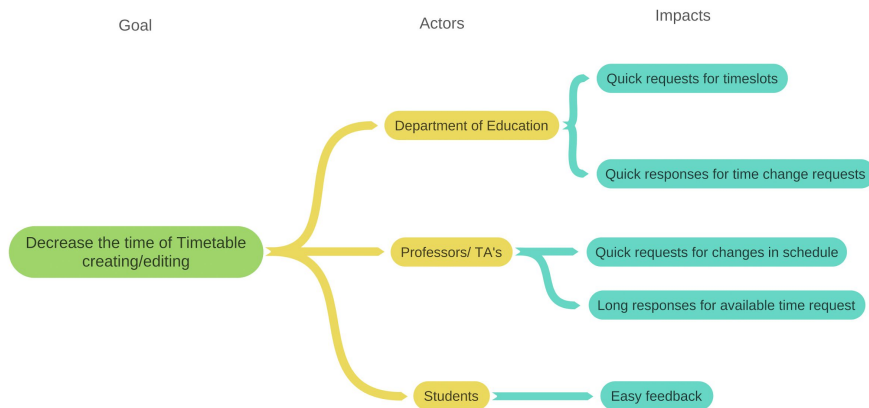 Goal
Actors
Impacts
Quick requests for timeslots
Department of Education
Quick responses for time change requests
Decrease the time of Timetable
creating/editing
Professors/ TA's
Quick requests for changes in schedule
Long responses for available time request
Students
Easy feedback